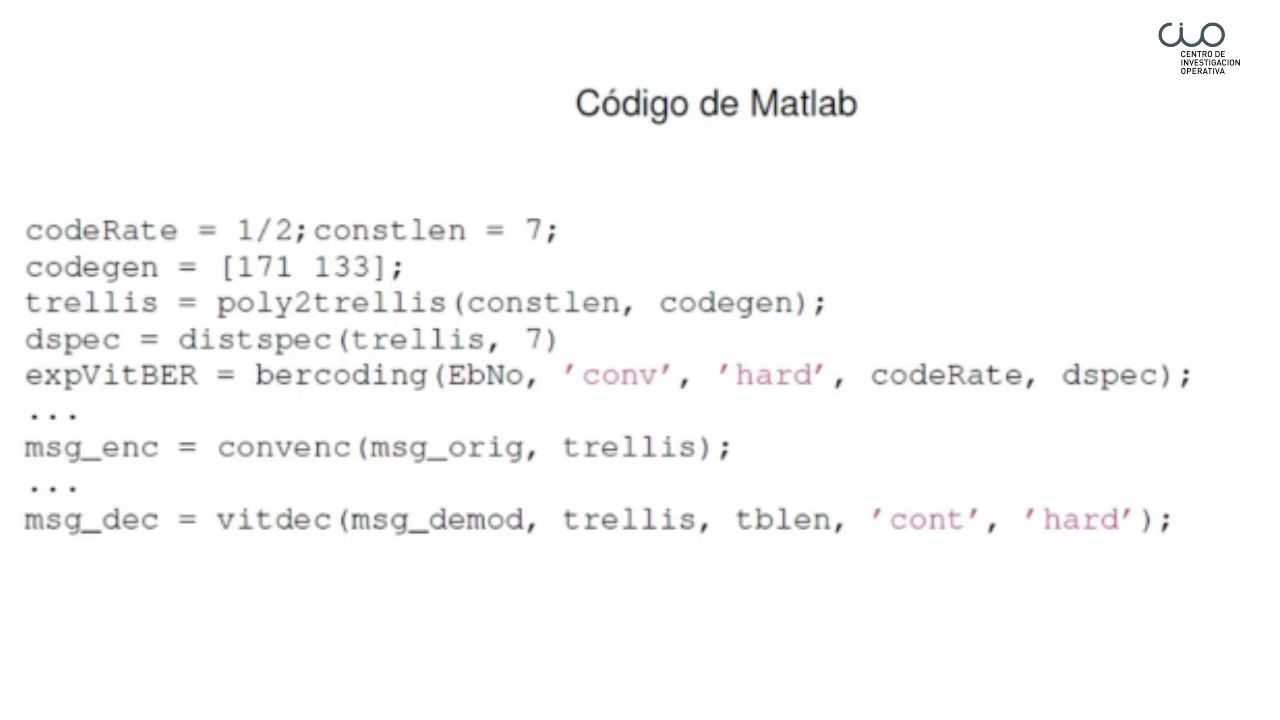 cio
CENTRO DE
INVESTIGACION
OPERATIVA
Código de Matlab
codeRate = 1/2;constlen = 7;
codegen = [171 133];
trellis = poly2trellis(constlen, codegen);
dspec = distspec(trellis, 7)
expVitBER = bercoding(EbNo, 'conv', 'hard', codeRate, dspec);
...
msg_enc = convenc(msg_orig, trellis);
...
msg_dec = vitdec(msg_demod, trellis, tblen, 'cont', 'hard');